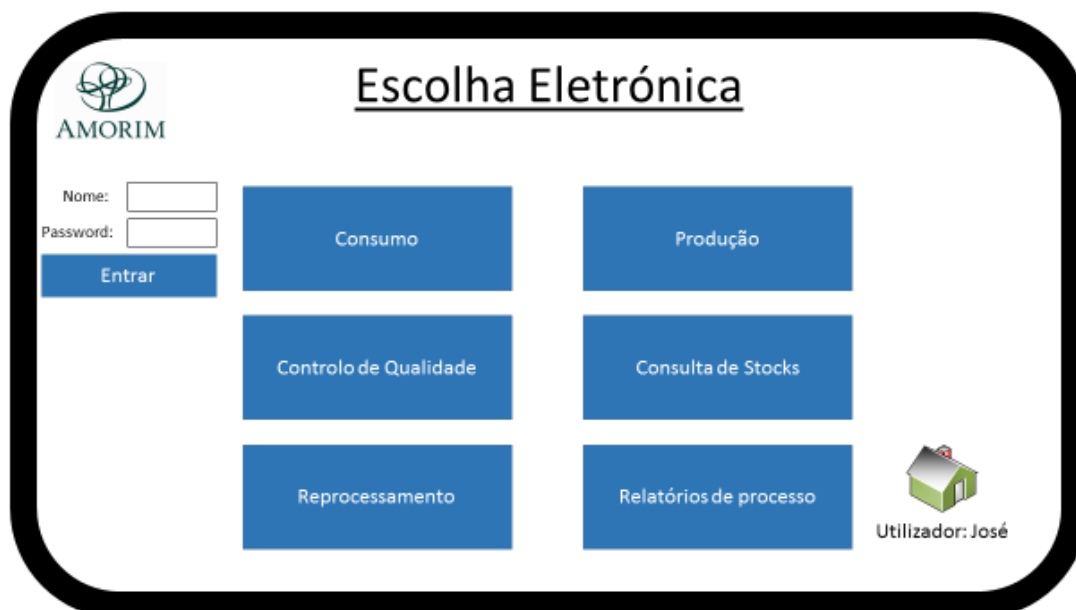 AMORIM
Escolha Eletrónica
Nome:
Password:
Entrar
Consumo
Produção
Controlo de Qualidade
Consulta de Stocks
Reprocessamento
Relatórios de processo
Utilizador: José